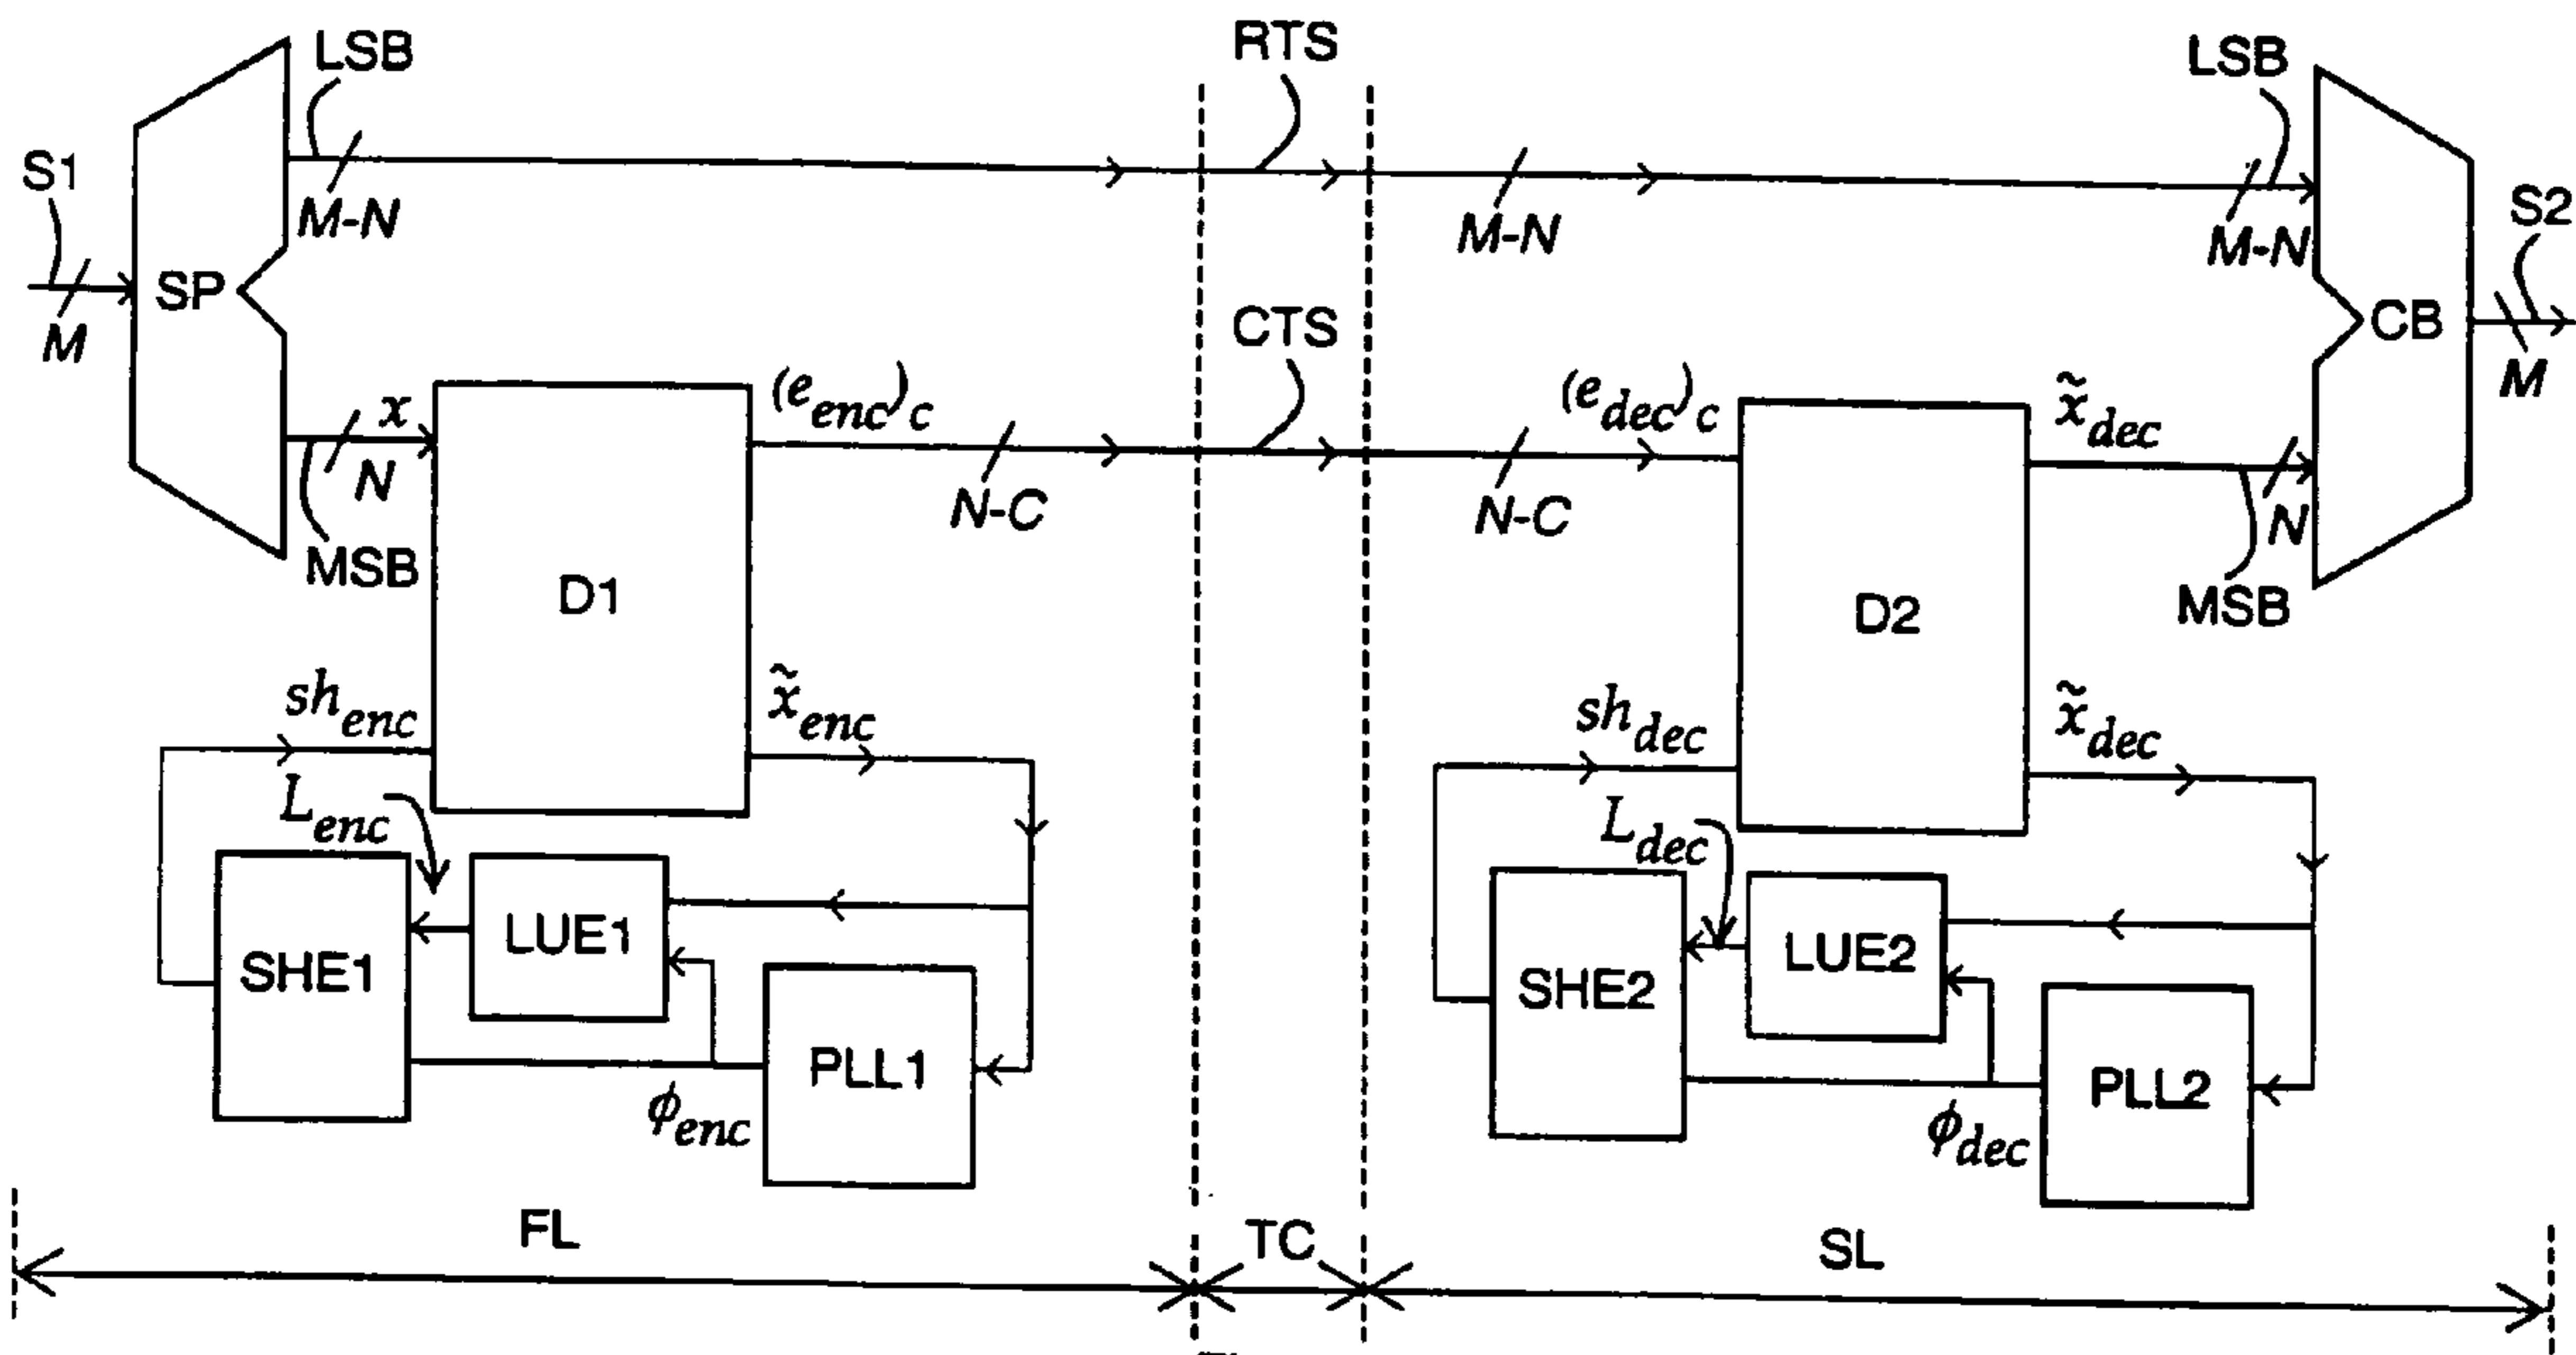 RTS
LSB
LSB
S1
M-N
M-N
M-N
S2
SP
M
CTS
CB
M
x
(e_enc)_c
(e_dec)_c
x̃_dec
N
N-C
N-C
N
MSB
MSB
D1
D2
sh_enc
x̃_enc
sh_dec
x̃_dec
L_enc
L_dec
LUE1
LUE2
SHE1
SHE2
PLL1
PLL2
ϕ_enc
ϕ_dec
FL
TC
SL